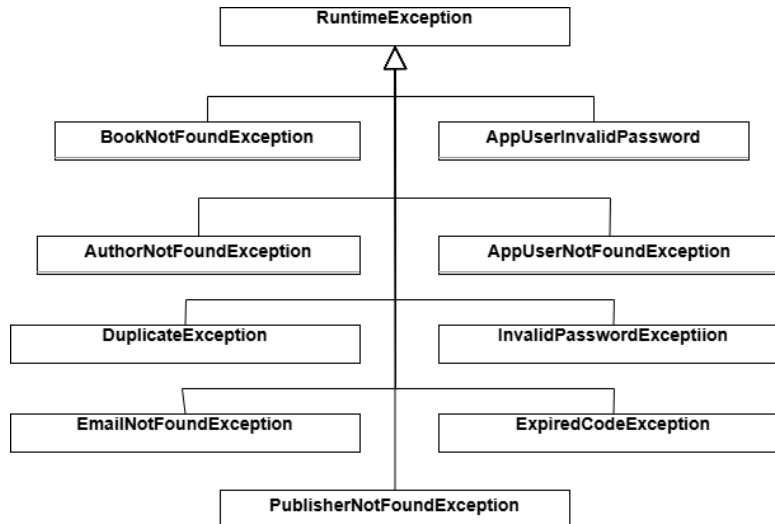 RuntimeException
BookNotFoundException
AppUserInvalidPassword
AuthorNotFoundException
AppUserNotFoundException
DuplicateException
InvalidPasswordExceptiion
EmailNotFoundException
ExpiredCodeException
PublisherNotFoundException